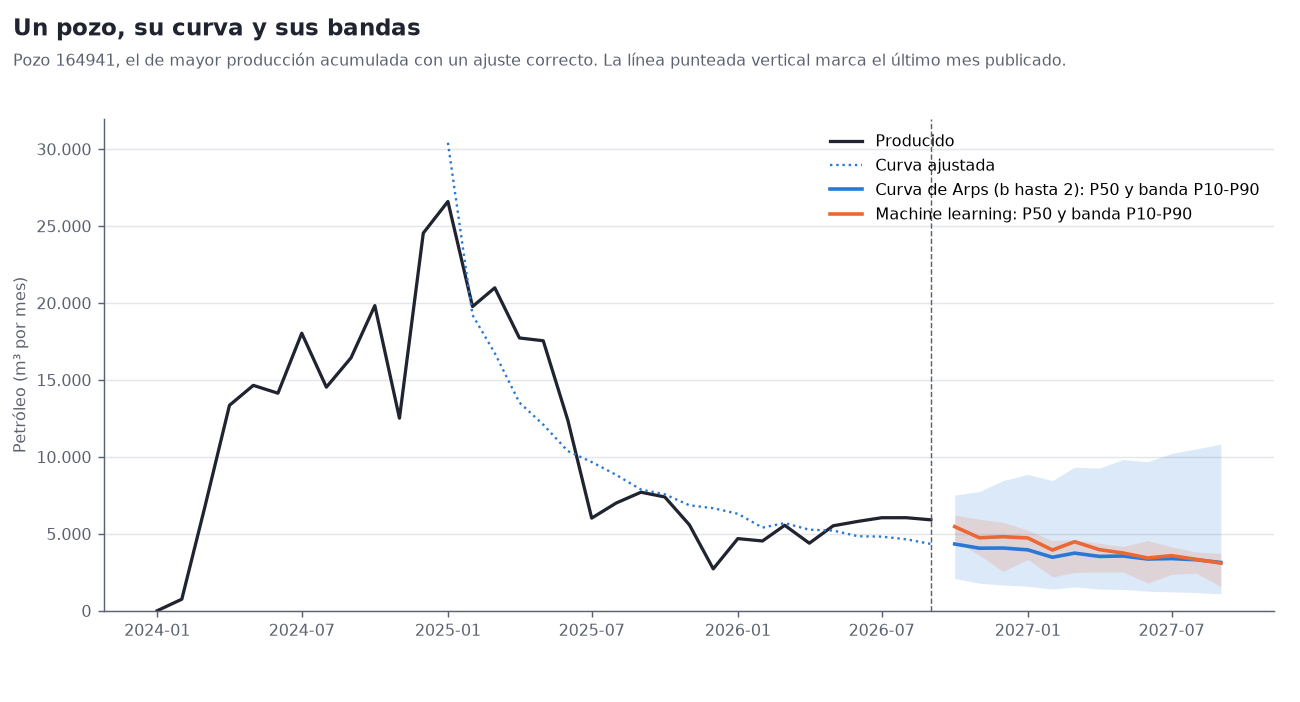 Un pozo, su curva y sus bandas
Pozo 164941, el de mayor producción acumulada con un ajuste correcto. La línea punteada vertical marca el último mes publicado.
Producido
Curva ajustada
Curva de Arps (b hasta 2): P50 y banda P10-P90
Machine learning: P50 y banda P10-P90
Petróleo (m³ por mes)
30.000
25.000
20.000
15.000
10.000
5.000
0
2024-01
2024-07
2025-01
2025-07
2026-01
2026-07
2027-01
2027-07